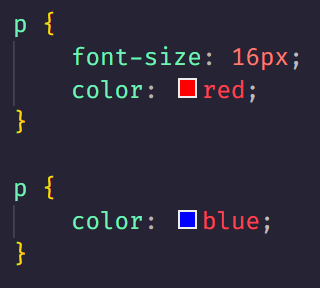 p {
    font-size: 16px;
    color: red;
}

p {
    color: blue;
}